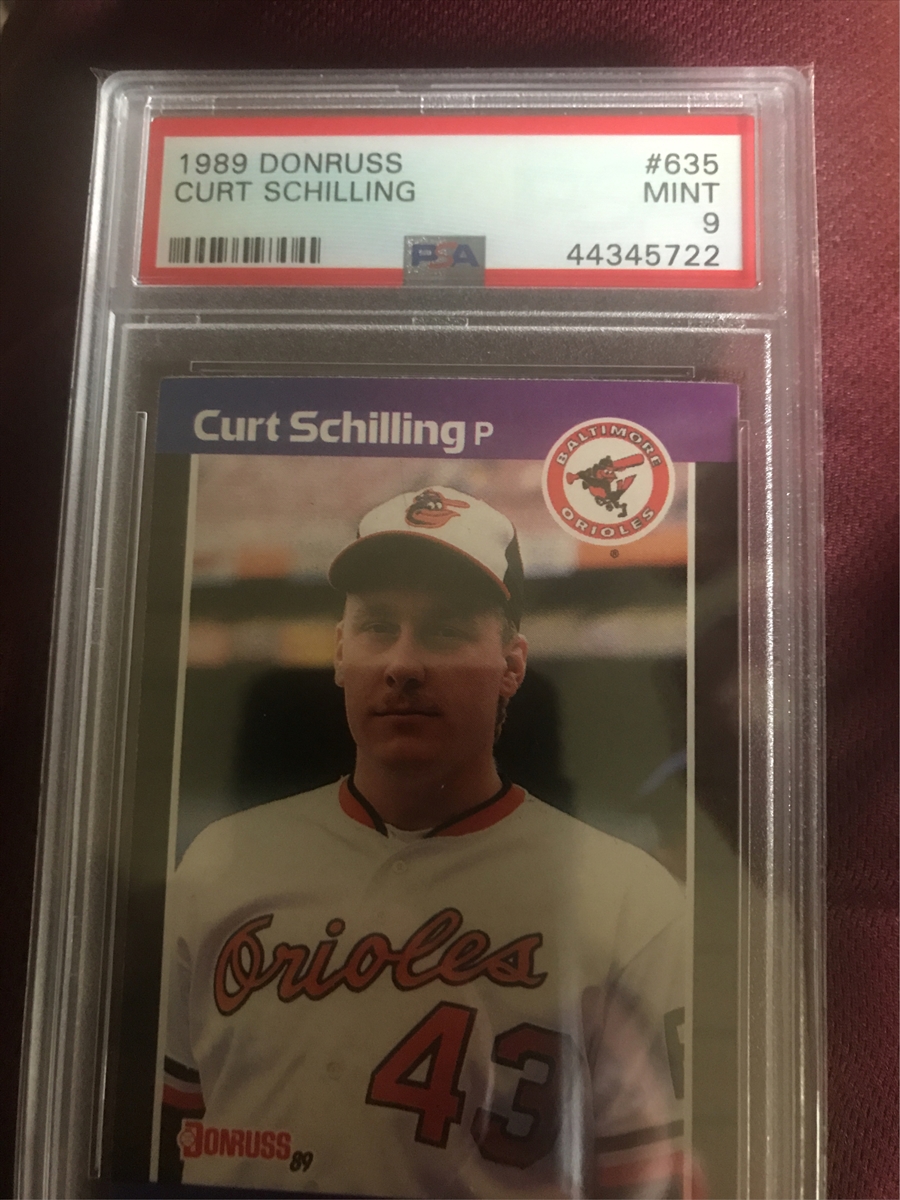 1989 DONRUSS #635
CURT SCHILLING MINT
9
PSA 44345722
Curt Schilling P
BALTIMORE
ORIOLES
®
Orioles
43
DONRUSS 89